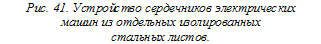 Рис. 41. Устройство сердечников электрических
машин из отдельных изолированных
стальных листов.